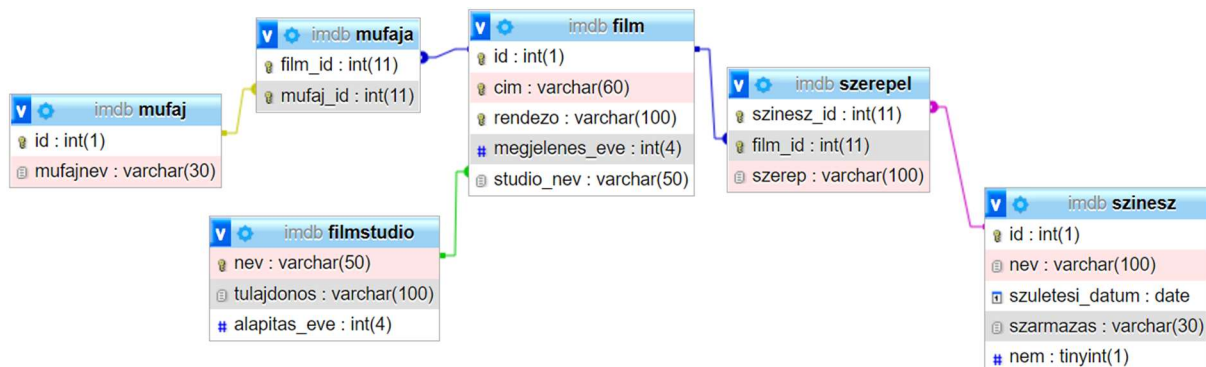 imdb mufaj
id : int(1)
mufajnev : varchar(30)
imdb mufaja
film_id : int(11)
mufaj_id : int(11)
imdb filmstudio
nev : varchar(50)
tulajdonos : varchar(100)
alapitas_eve : int(4)
imdb film
id : int(1)
cim : varchar(60)
rendezo : varchar(100)
megjelenes_eve : int(4)
studio_nev : varchar(50)
imdb szerepel
szinesz_id : int(11)
film_id : int(11)
szerep : varchar(100)
imdb szinesz
id : int(1)
nev : varchar(100)
szuletesi_datum : date
szarmazas : varchar(30)
nem : tinyint(1)